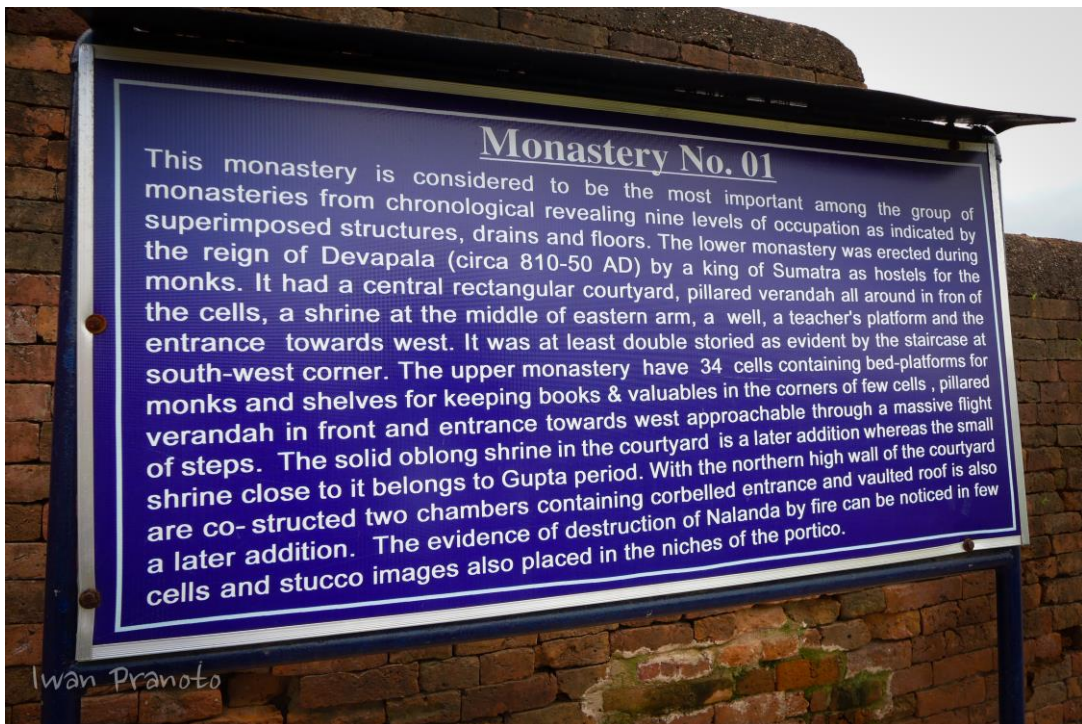 Monastery No. 01
This monastery is considered to be the most important among the group of
monasteries from chronological revealing nine levels of occupation as indicated by
superimposed structures, drains and floors. The lower monastery was erected during
the reign of Devapala (circa 810-50 AD) by a king of Sumatra as hostels for the
monks. It had a central rectangular courtyard, pillared verandah all around in fron of
the cells, a shrine at the middle of eastern arm, a well, a teacher's platform and the
entrance towards west. It was at least double storied as evident by the staircase at
south-west corner. The upper monastery have 34 cells containing bed-platforms for
monks and shelves for keeping books & valuables in the corners of few cells , pillared
verandah in front and entrance towards west approachable through a massive flight
of steps. The solid oblong shrine in the courtyard is a later addition whereas the small
shrine close to it belongs to Gupta period. With the northern high wall of the courtyard
are co- structed two chambers containing corbelled entrance and vaulted roof is also
a later addition. The evidence of destruction of Nalanda by fire can be noticed in few
cells and stucco images also placed in the niches of the portico.
Iwan Pranoto